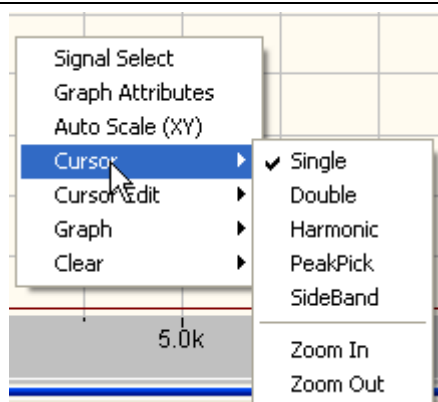 Signal Select
Graph Attributes
Auto Scale (XY)
Cursor
Cursor Edit
Graph
Clear
Single
Double
Harmonic
PeakPick
SideBand
Zoom In
Zoom Out
5.0k